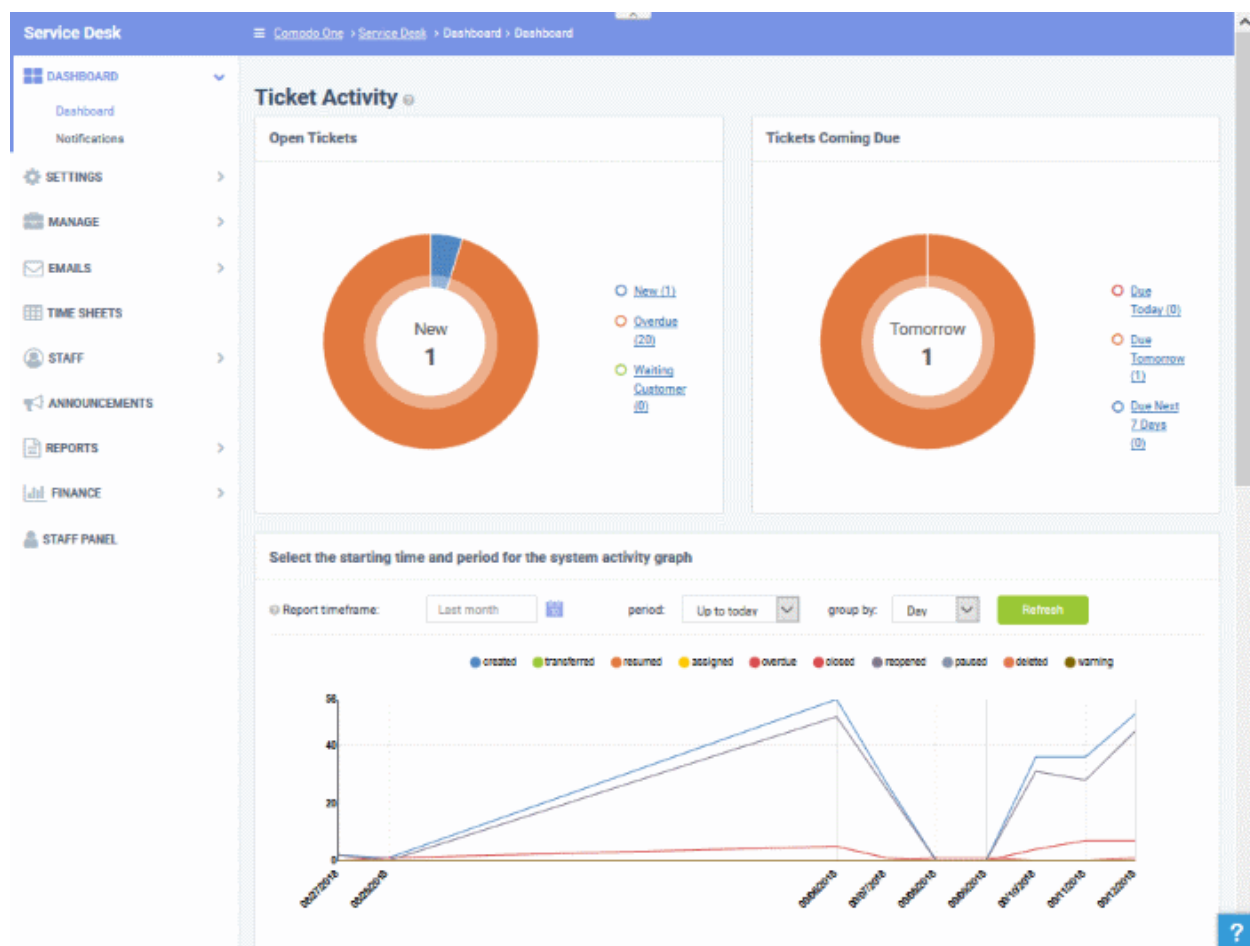 Service Desk
Comodo One > Service Desk > Dashboard > Dashboard
DASHBOARD
Dashboard
Notifications
SETTINGS
MANAGE
EMAILS
TIME SHEETS
STAFF
ANNOUNCEMENTS
REPORTS
FINANCE
STAFF PANEL
Ticket Activity
Open Tickets
New
1
New (1)
Overdue
(20)
Waiting
Customer
(0)
Tickets Coming Due
Tomorrow
1
Due
Today (0)
Due
Tomorrow
(1)
Due Next
7 Days
(0)
Select the starting time and period for the system activity graph
Report timeframe: Last month period: Up to today group by: Day Refresh
created transferred resumed assigned overdue closed reopened paused deleted warning
56
40
20
0
?